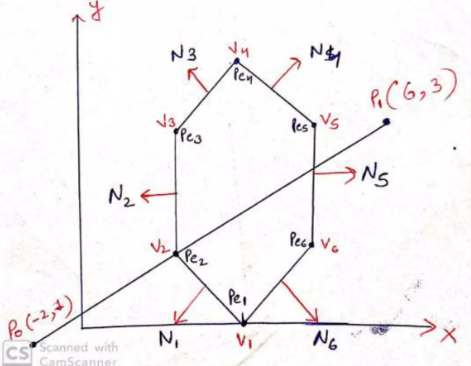 y
N3
V4
Pe4
N4
P1(6,3)
V3
Pe3
Pe5
V5
N2
N5
V2
Pe2
Pe6
V6
P0(-2,1)
Pe1
N1
V1
N6
X
CS Scanned with
CamScanner